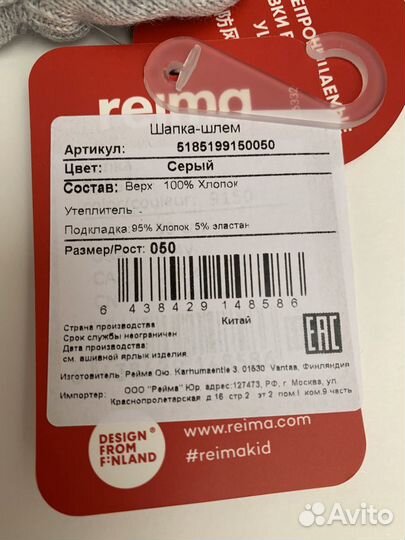 ЕПРОНИЦАЕМЫЕ
ВКИ
reima
Шапка-шлем
Артикул: 5185199150050
Цвет: Серый
Состав: Верх 100% Хлопок
Утеплитель .
Подкладка: 95% Хлопок 5% эластан
Размер/Рост: 050
6 438429 148586
Страна производства Китай
Срок службы неограничен
Дата производства:
см. вшивной ярлык изделия
EAC
Изготовитель: Рейма Ою. Karhumaentie 3, 01530 Vantaa, Финляндия
Импортер: ООО "Рейма" Юр. адрес:127473, РФ, г. Москва, ул.
Краснопролетарская д 16 стр 2 эт 2 пом.I ком.9 часть
DESIGN
FROM
FINLAND
www.reima.com
#reimakid
Avito